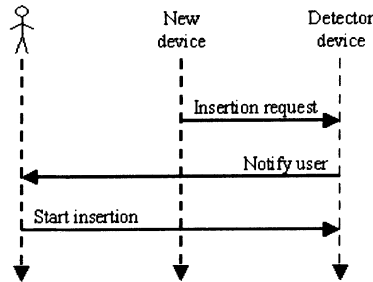 New
device
Detector
device
Insertion request
Notify user
Start insertion